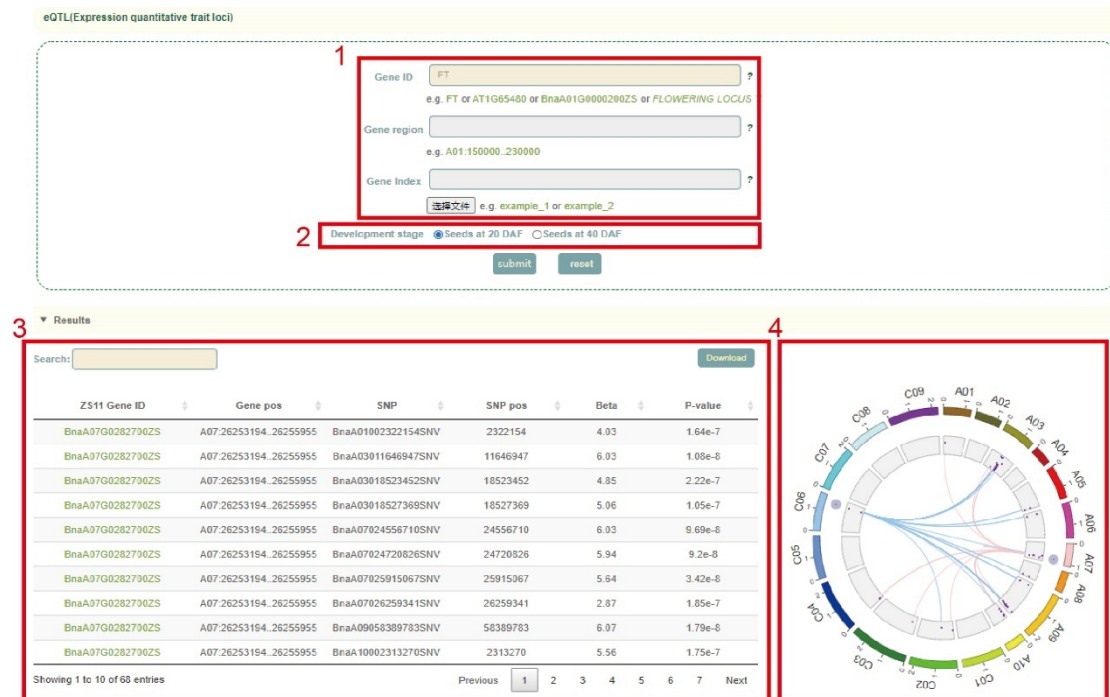 eQTL(Expression quantitative trait loci)
1
Gene ID FT ?
e.g. FT or AT1G65480 or BnaA01G0000200ZS or FLOWERING LOCUS
Gene region ?
e.g. A01:150000..230000
Gene Index ?
选择文件 e.g. example_1 or example_2
2 Development stage Seeds at 20 DAF Seeds at 40 DAF
submit reset
▼ Results
3 4
Search: Download
ZS11 Gene ID Gene pos SNP SNP pos Beta P-value
BnaA07G0282700ZS A07:26253194..26255955 BnaA01002322154SNV 2322154 4.03 1.64e-7
BnaA07G0282700ZS A07:26253194..26255955 BnaA03011646947SNV 11646947 6.03 1.08e-8
BnaA07G0282700ZS A07:26253194..26255955 BnaA03018523452SNV 18523452 4.85 2.22e-7
BnaA07G0282700ZS A07:26253194..26255955 BnaA03018527369SNV 18527369 5.06 1.05e-7
BnaA07G0282700ZS A07:26253194..26255955 BnaA07024556710SNV 24556710 6.03 9.69e-8
BnaA07G0282700ZS A07:26253194..26255955 BnaA07024720826SNV 24720826 5.94 9.2e-8
BnaA07G0282700ZS A07:26253194..26255955 BnaA07025915067SNV 25915067 5.64 3.42e-8
BnaA07G0282700ZS A07:26253194..26255955 BnaA07026259341SNV 26259341 2.87 1.85e-7
BnaA07G0282700ZS A07:26253194..26255955 BnaA09058389783SNV 58389783 6.07 1.79e-8
BnaA07G0282700ZS A07:26253194..26255955 BnaA10002313270SNV 2313270 5.56 1.75e-7
Showing 1 to 10 of 68 entries Previous 1 2 3 4 5 6 7 Next
A01
A02
A03
A04
A05
A06
A07
A08
A09
A10
C01
C02
C03
C04
C05
C06
C07
C08
C09